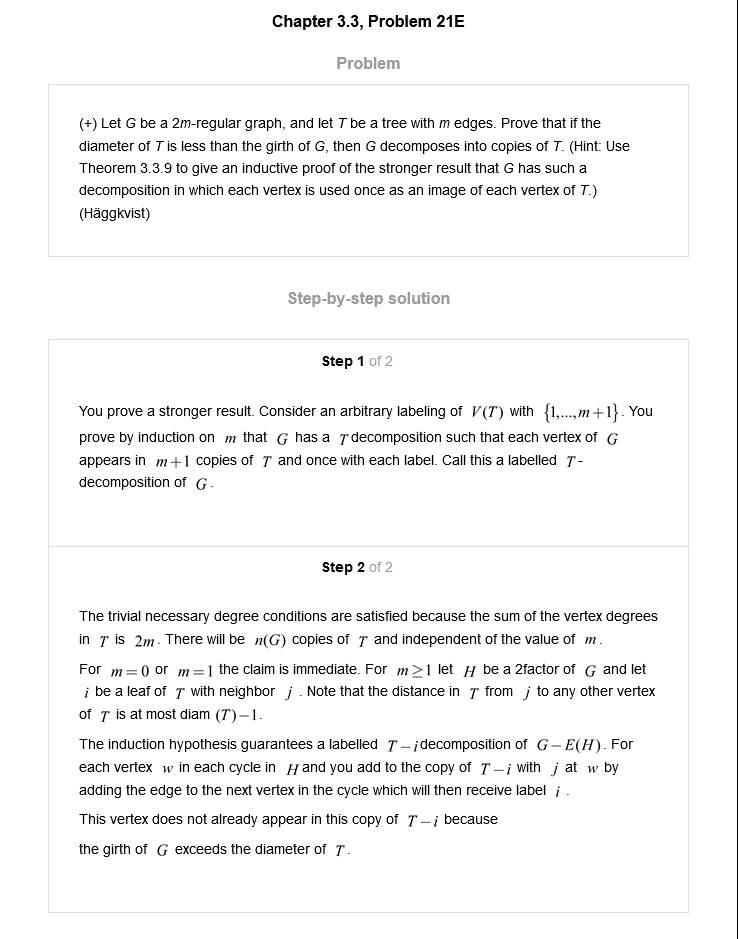 Chapter 3.3, Problem 21E
Problem
(+) Let G be a 2m-regular graph, and let T be a tree with m edges. Prove that if the
diameter of T is less than the girth of G, then G decomposes into copies of T. (Hint: Use
Theorem 3.3.9 to give an inductive proof of the stronger result that G has such a
decomposition in which each vertex is used once as an image of each vertex of T.)
(Häggkvist)
Step-by-step solution
Step 1 of 2
You prove a stronger result. Consider an arbitrary labeling of V(T) with {1,...,m+1}. You
prove by induction on m that G has a T decomposition such that each vertex of G
appears in m+1 copies of T and once with each label. Call this a labelled T-
decomposition of G.
Step 2 of 2
The trivial necessary degree conditions are satisfied because the sum of the vertex degrees
in T is 2m. There will be n(G) copies of T and independent of the value of m.
For m=0 or m=1 the claim is immediate. For m≥1 let H be a 2factor of G and let
i be a leaf of T with neighbor j. Note that the distance in T from j to any other vertex
of T is at most diam (T)−1.
The induction hypothesis guarantees a labelled T−i decomposition of G−E(H). For
each vertex w in each cycle in H and you add to the copy of T−i with j at w by
adding the edge to the next vertex in the cycle which will then receive label i.
This vertex does not already appear in this copy of T−i because
the girth of G exceeds the diameter of T.